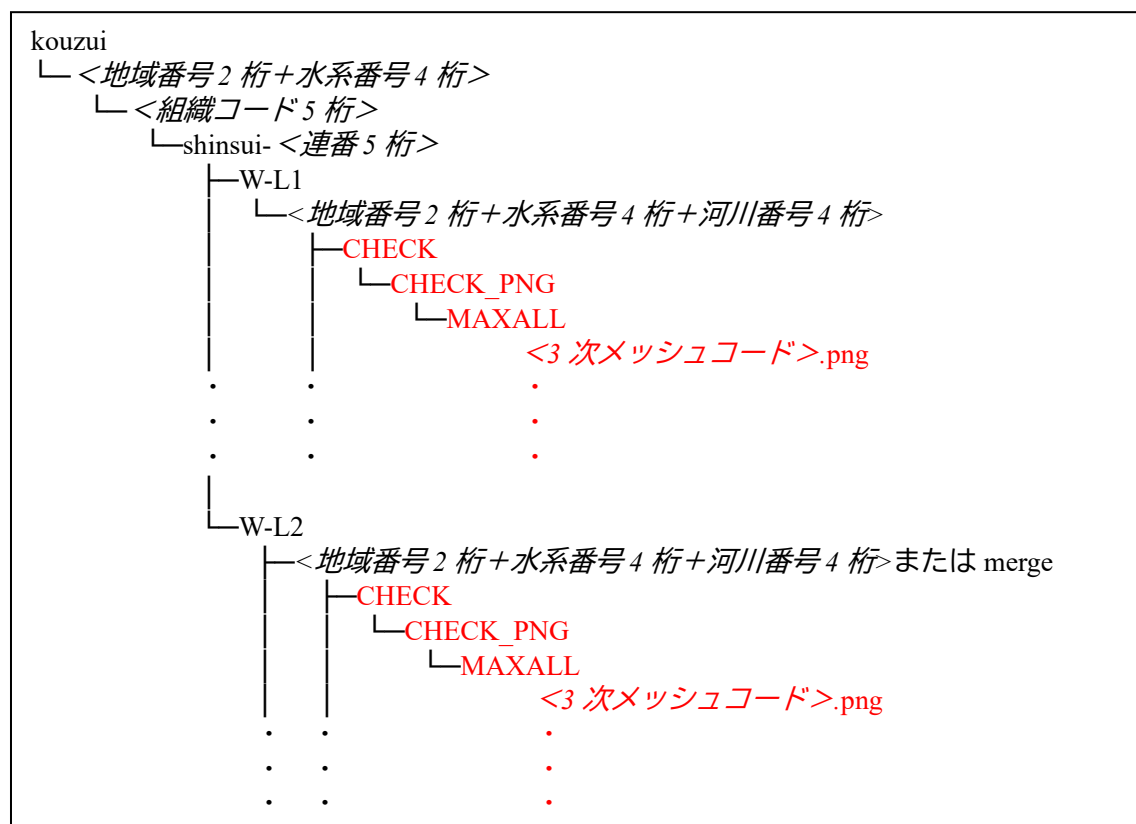 kouzui
└─＜地域番号2桁＋水系番号4桁＞
└─＜組織コード5桁＞
└─shinsui-＜連番5桁＞
├─W-L1
│ └─<地域番号2桁＋水系番号4桁＋河川番号4桁>
│ ├─CHECK
│ │ └─CHECK_PNG
│ │ └─MAXALL
│ │ ＜3次メッシュコード＞.png
・ ・ ・
・ ・ ・
・ ・ ・
│
└─W-L2
├─<地域番号2桁＋水系番号4桁＋河川番号4桁>または merge
│ ├─CHECK
│ │ └─CHECK_PNG
│ │ └─MAXALL
│ │ ＜3次メッシュコード＞.png
・ ・ ・
・ ・ ・
・ ・ ・